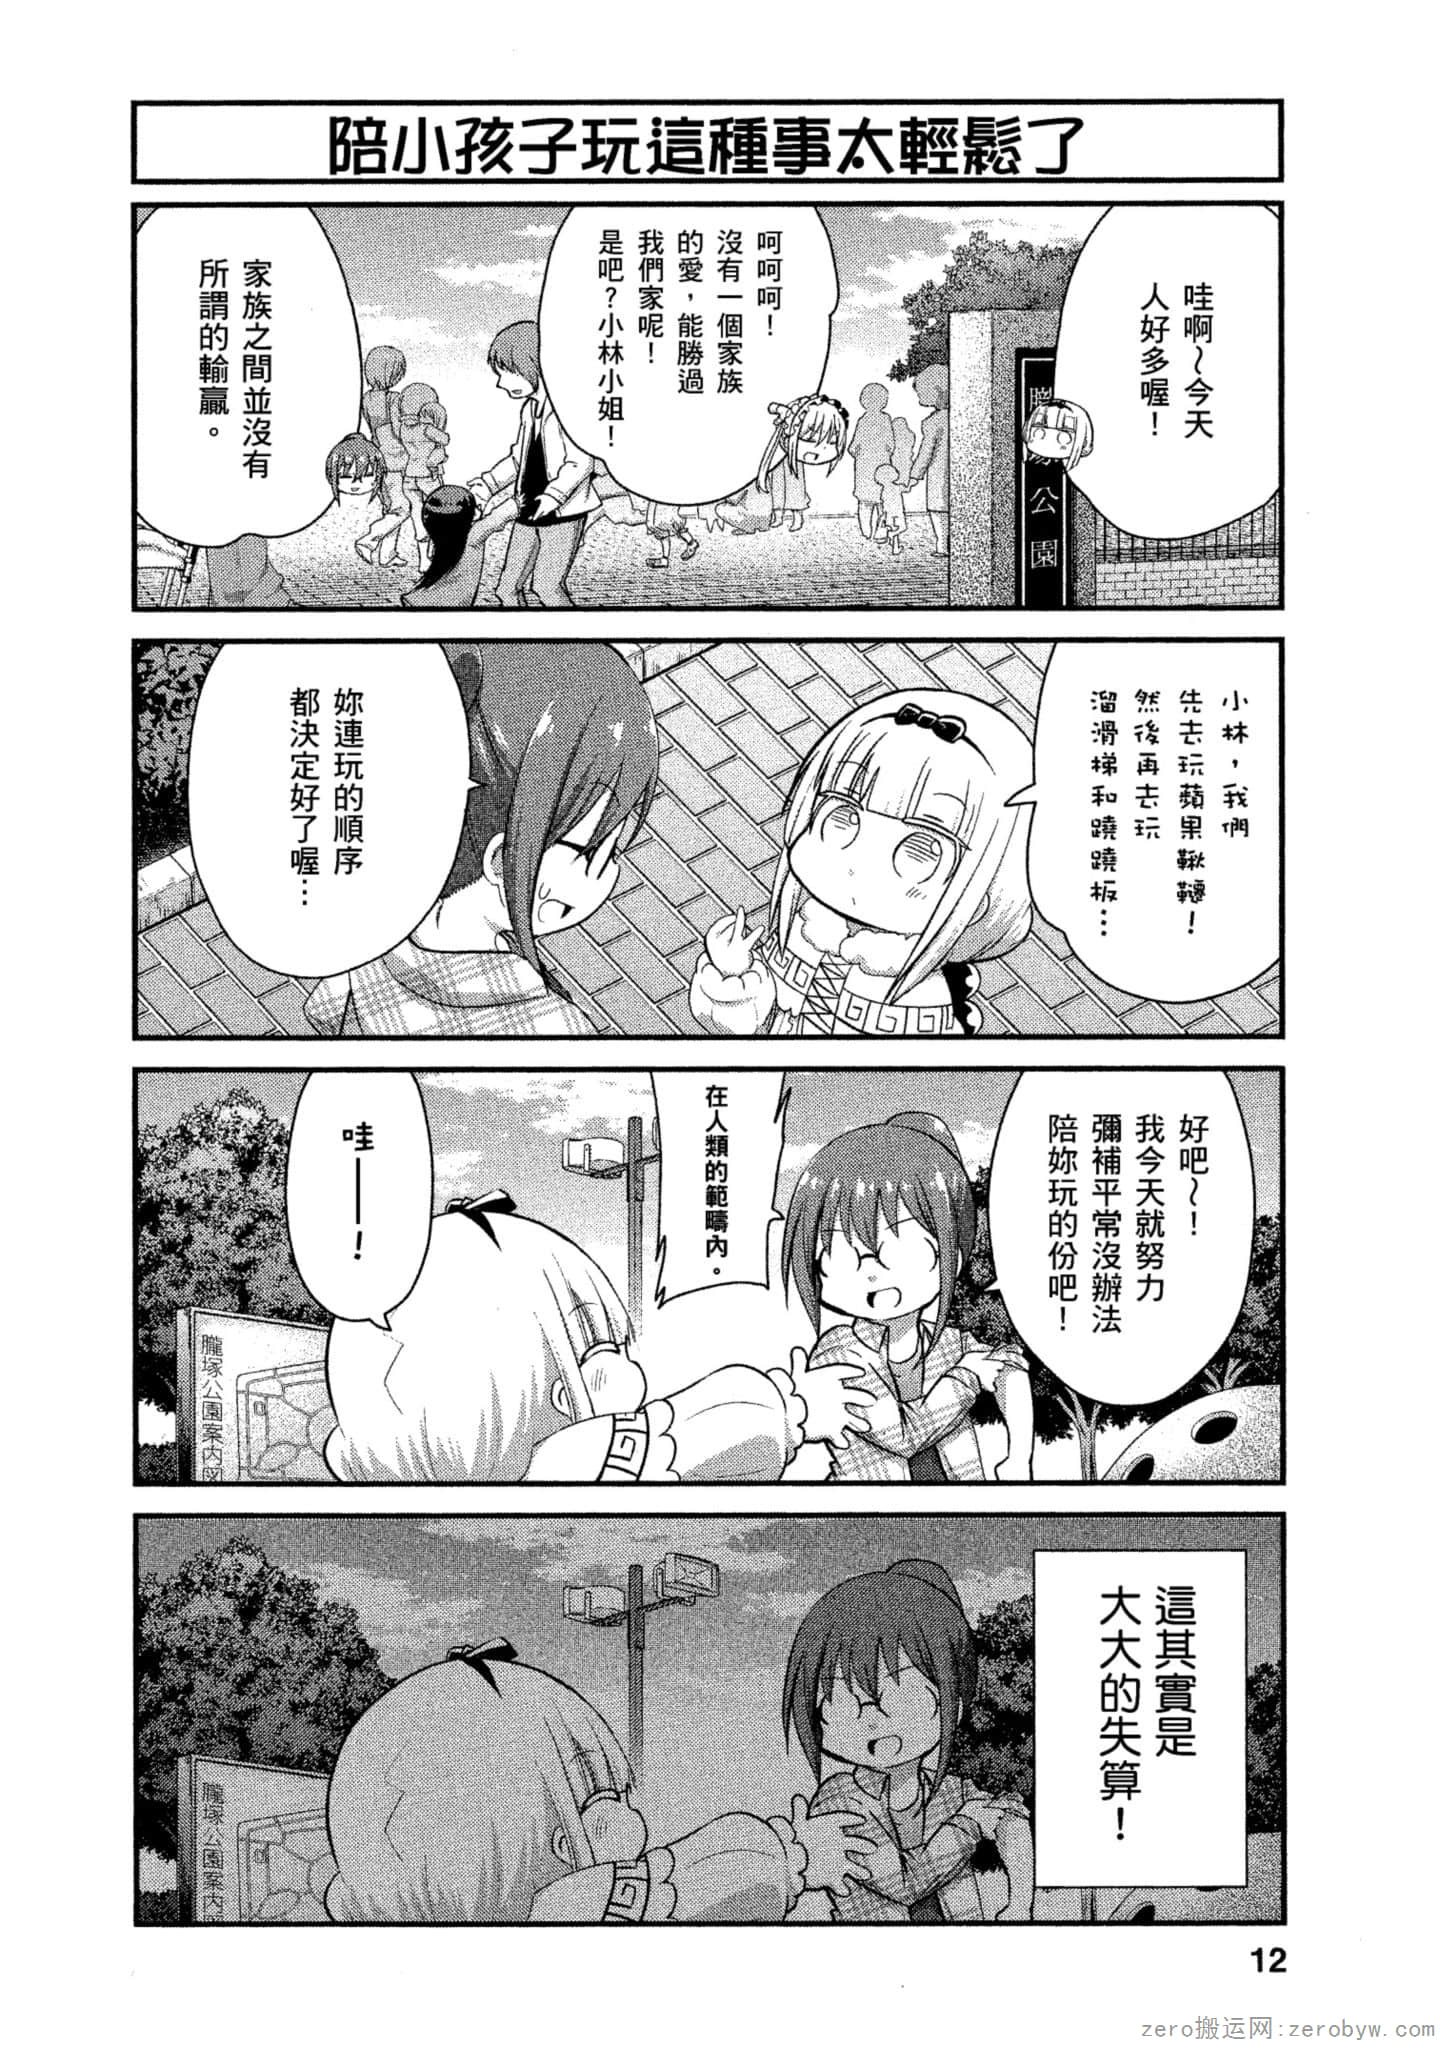 陪小孩子玩這種事太輕鬆了
哇啊～今天
人好多喔！
呵呵呵！
沒有一個家族
的愛，能勝過
我們家呢！
是吧？小林小姐！
家族之間並沒有
所謂的輸贏。
公園
小林，我們
先去玩蘋果鞦韆！
然後再去玩
溜滑梯和蹺蹺板…
妳連玩的順序
都決定好了喔…
好吧～！
我今天就努力
彌補平常沒辦法
陪妳玩的份吧！
在人類的範疇內。
哇——！
朧塚公園案内図
這其實是
大大的失算！
朧塚公園案内図
12
zero搬运网:zerobyw.com/